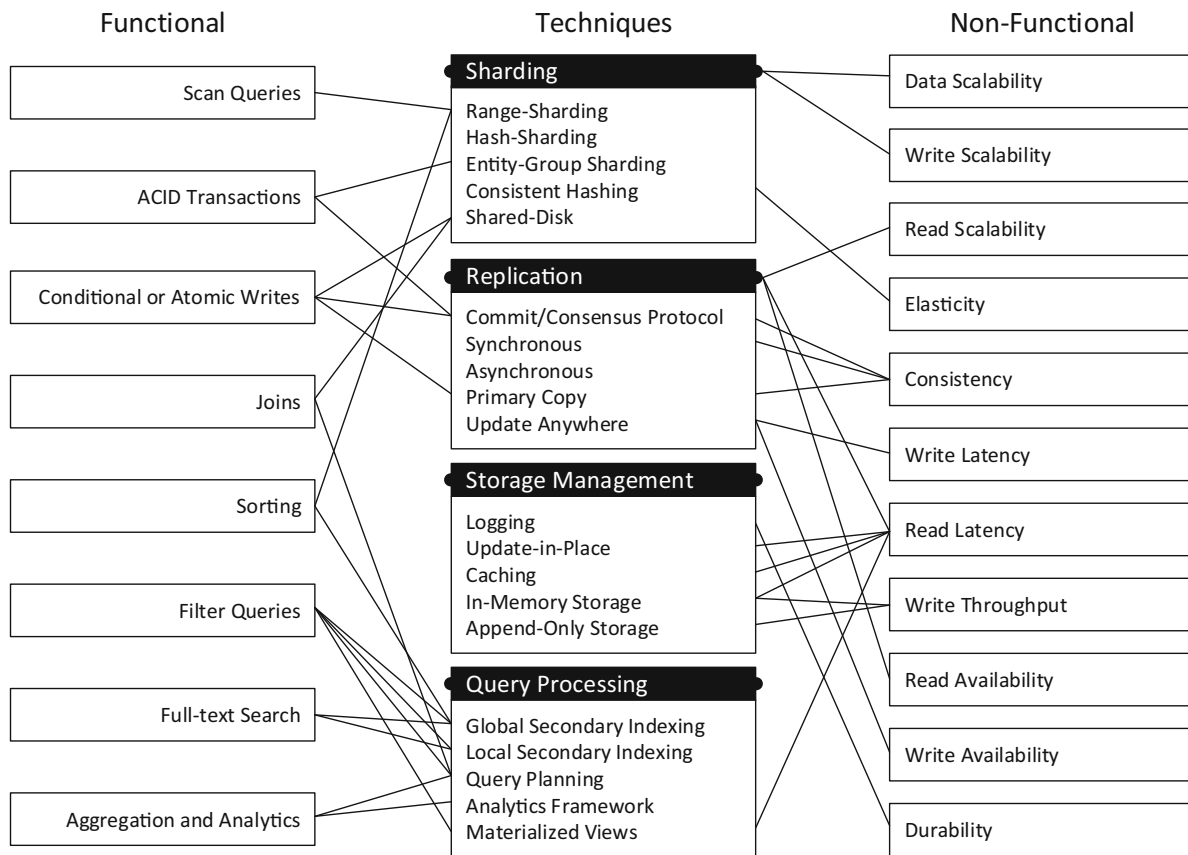 Functional
Techniques
Non-Functional
Scan Queries
ACID Transactions
Conditional or Atomic Writes
Joins
Sorting
Filter Queries
Full-text Search
Aggregation and Analytics
Sharding
Range-Sharding
Hash-Sharding
Entity-Group Sharding
Consistent Hashing
Shared-Disk
Replication
Commit/Consensus Protocol
Synchronous
Asynchronous
Primary Copy
Update Anywhere
Storage Management
Logging
Update-in-Place
Caching
In-Memory Storage
Append-Only Storage
Query Processing
Global Secondary Indexing
Local Secondary Indexing
Query Planning
Analytics Framework
Materialized Views
Data Scalability
Write Scalability
Read Scalability
Elasticity
Consistency
Write Latency
Read Latency
Write Throughput
Read Availability
Write Availability
Durability